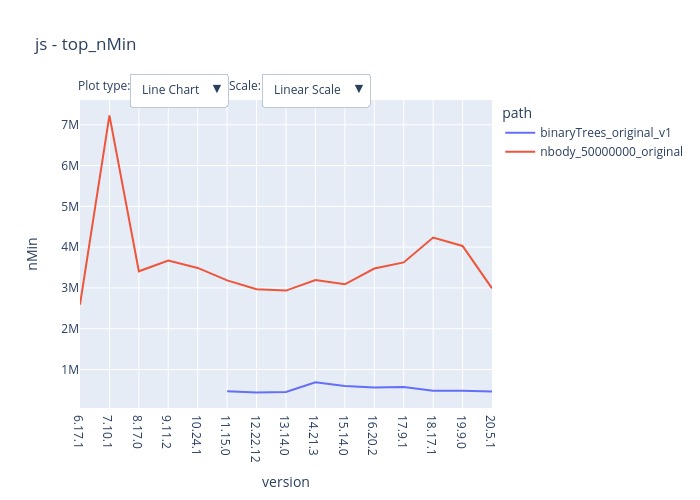 js - top_nMin
Plot type: Line Chart ▼ Scale: Linear Scale ▼
path
binaryTrees_original_v1
nbody_50000000_original
7M
6M
5M
4M
3M
2M
1M
nMin
6.17.1
7.10.1
8.17.0
9.11.2
10.24.1
11.15.0
12.22.12
13.14.0
14.21.3
15.14.0
16.20.2
17.9.1
18.17.1
19.9.0
20.5.1
version